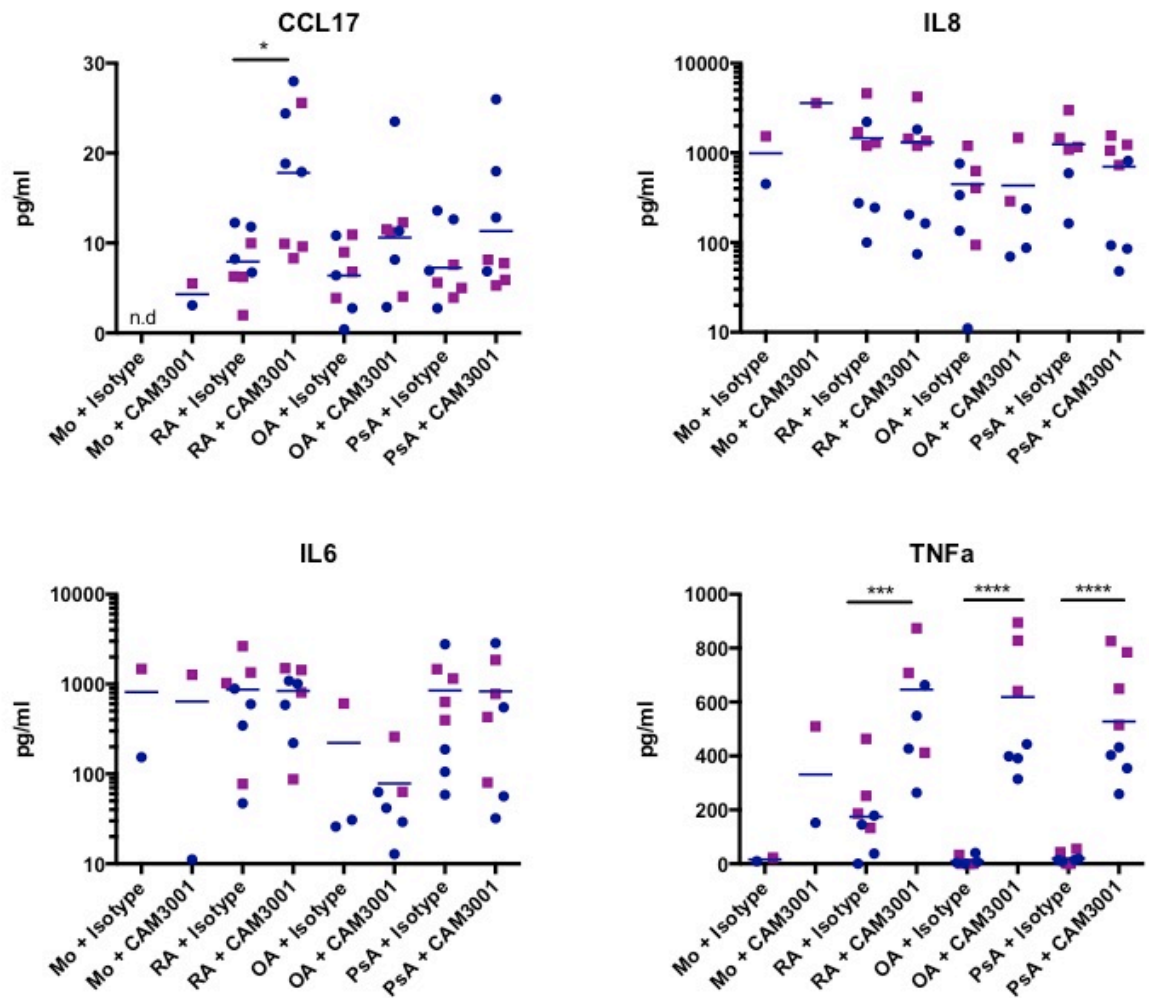 CCL17
*
30
20
10
0
pg/ml
n.d
Mo + Isotype
Mo + CAM3001
RA + Isotype
RA + CAM3001
OA + Isotype
OA + CAM3001
PsA + Isotype
PsA + CAM3001
IL8
10000
1000
100
10
pg/ml
Mo + Isotype
Mo + CAM3001
RA + Isotype
RA + CAM3001
OA + Isotype
OA + CAM3001
PsA + Isotype
PsA + CAM3001
IL6
10000
1000
100
10
pg/ml
Mo + Isotype
Mo + CAM3001
RA + Isotype
RA + CAM3001
OA + Isotype
OA + CAM3001
PsA + Isotype
PsA + CAM3001
TNFa
*** **** ****
1000
800
600
400
200
0
pg/ml
Mo + Isotype
Mo + CAM3001
RA + Isotype
RA + CAM3001
OA + Isotype
OA + CAM3001
PsA + Isotype
PsA + CAM3001